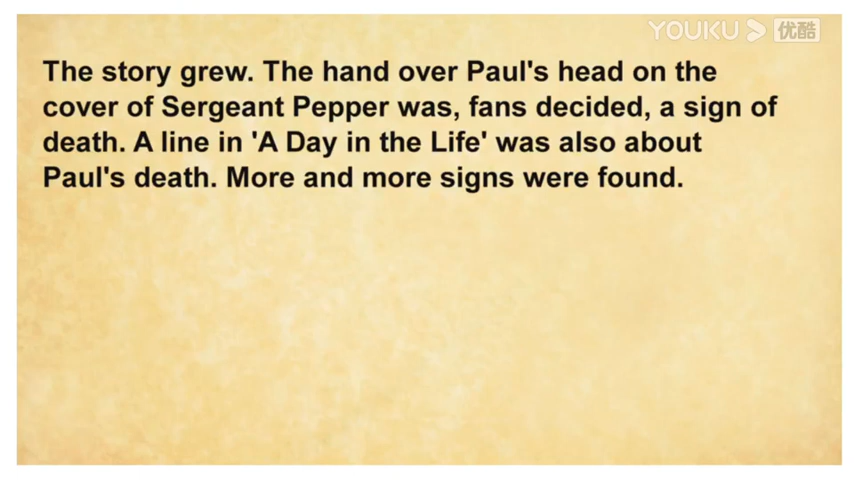 YOUKU 优酷
The story grew. The hand over Paul's head on the
cover of Sergeant Pepper was, fans decided, a sign of
death. A line in 'A Day in the Life' was also about
Paul's death. More and more signs were found.